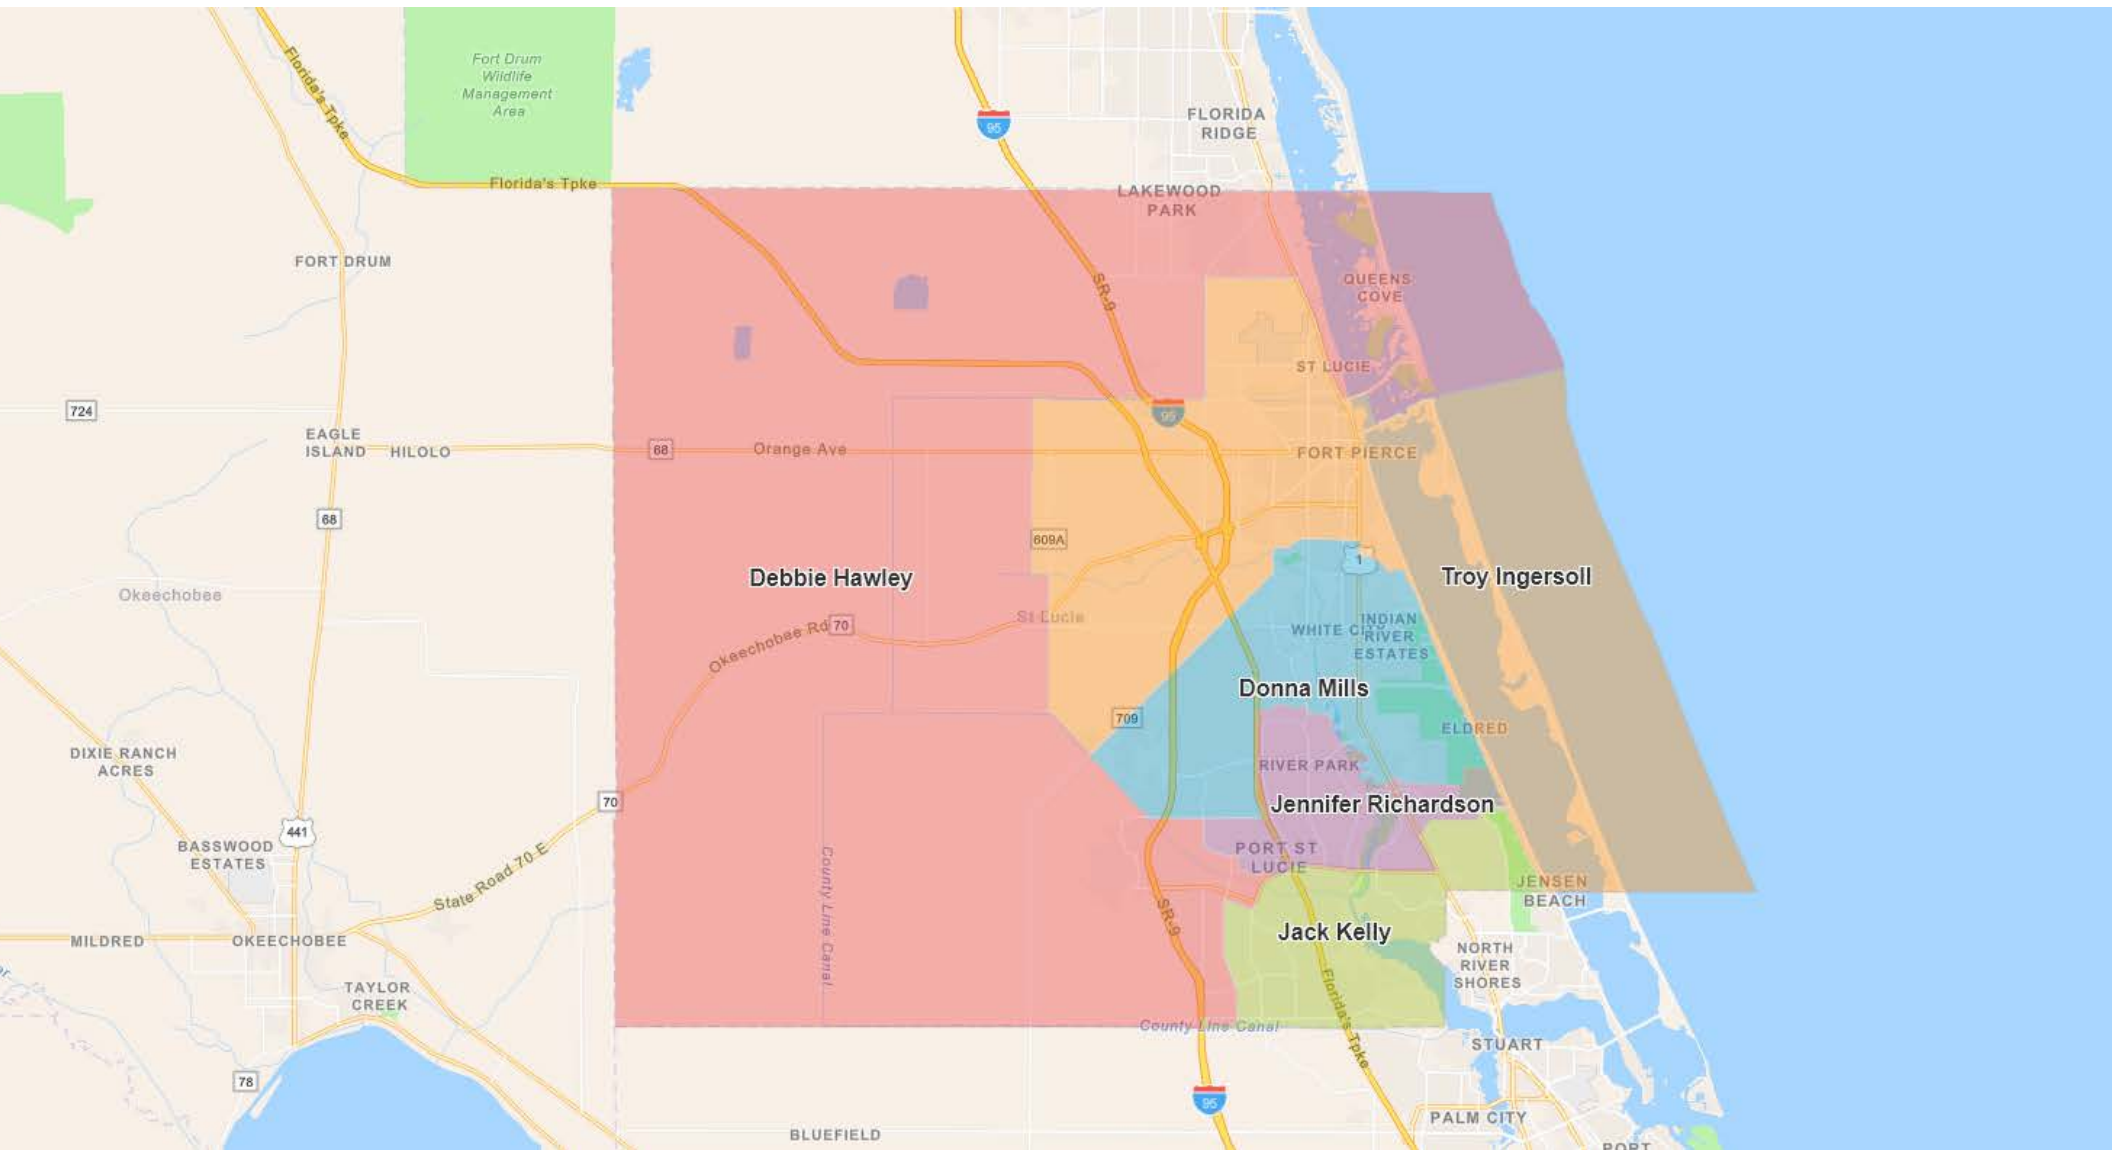 Fort Drum
Wildlife
Management
Area
Florida's Tpke
95
FLORIDA
RIDGE
Florida's Tpke
LAKEWOOD
PARK
FORT DRUM
SR-9
QUEENS
COVE
ST LUCIE
724
95
EAGLE
ISLAND
HILOLO
68
Orange Ave
FORT PIERCE
68
609A
1
Debbie Hawley
Troy Ingersoll
Okeechobee
St Lucie
Okeechobee Rd
70
WHITE CITY
INDIAN
RIVER
ESTATES
Donna Mills
709
ELDRED
DIXIE RANCH
ACRES
RIVER PARK
70
Jennifer Richardson
441
BASSWOOD
ESTATES
State Road 70 E
County Line Canal
PORT ST
LUCIE
JENSEN
BEACH
SR-9
Jack Kelly
MILDRED
OKEECHOBEE
NORTH
RIVER
SHORES
TAYLOR
CREEK
Florida's Tpke
County Line Canal
STUART
78
95
PALM CITY
BLUEFIELD
PORT